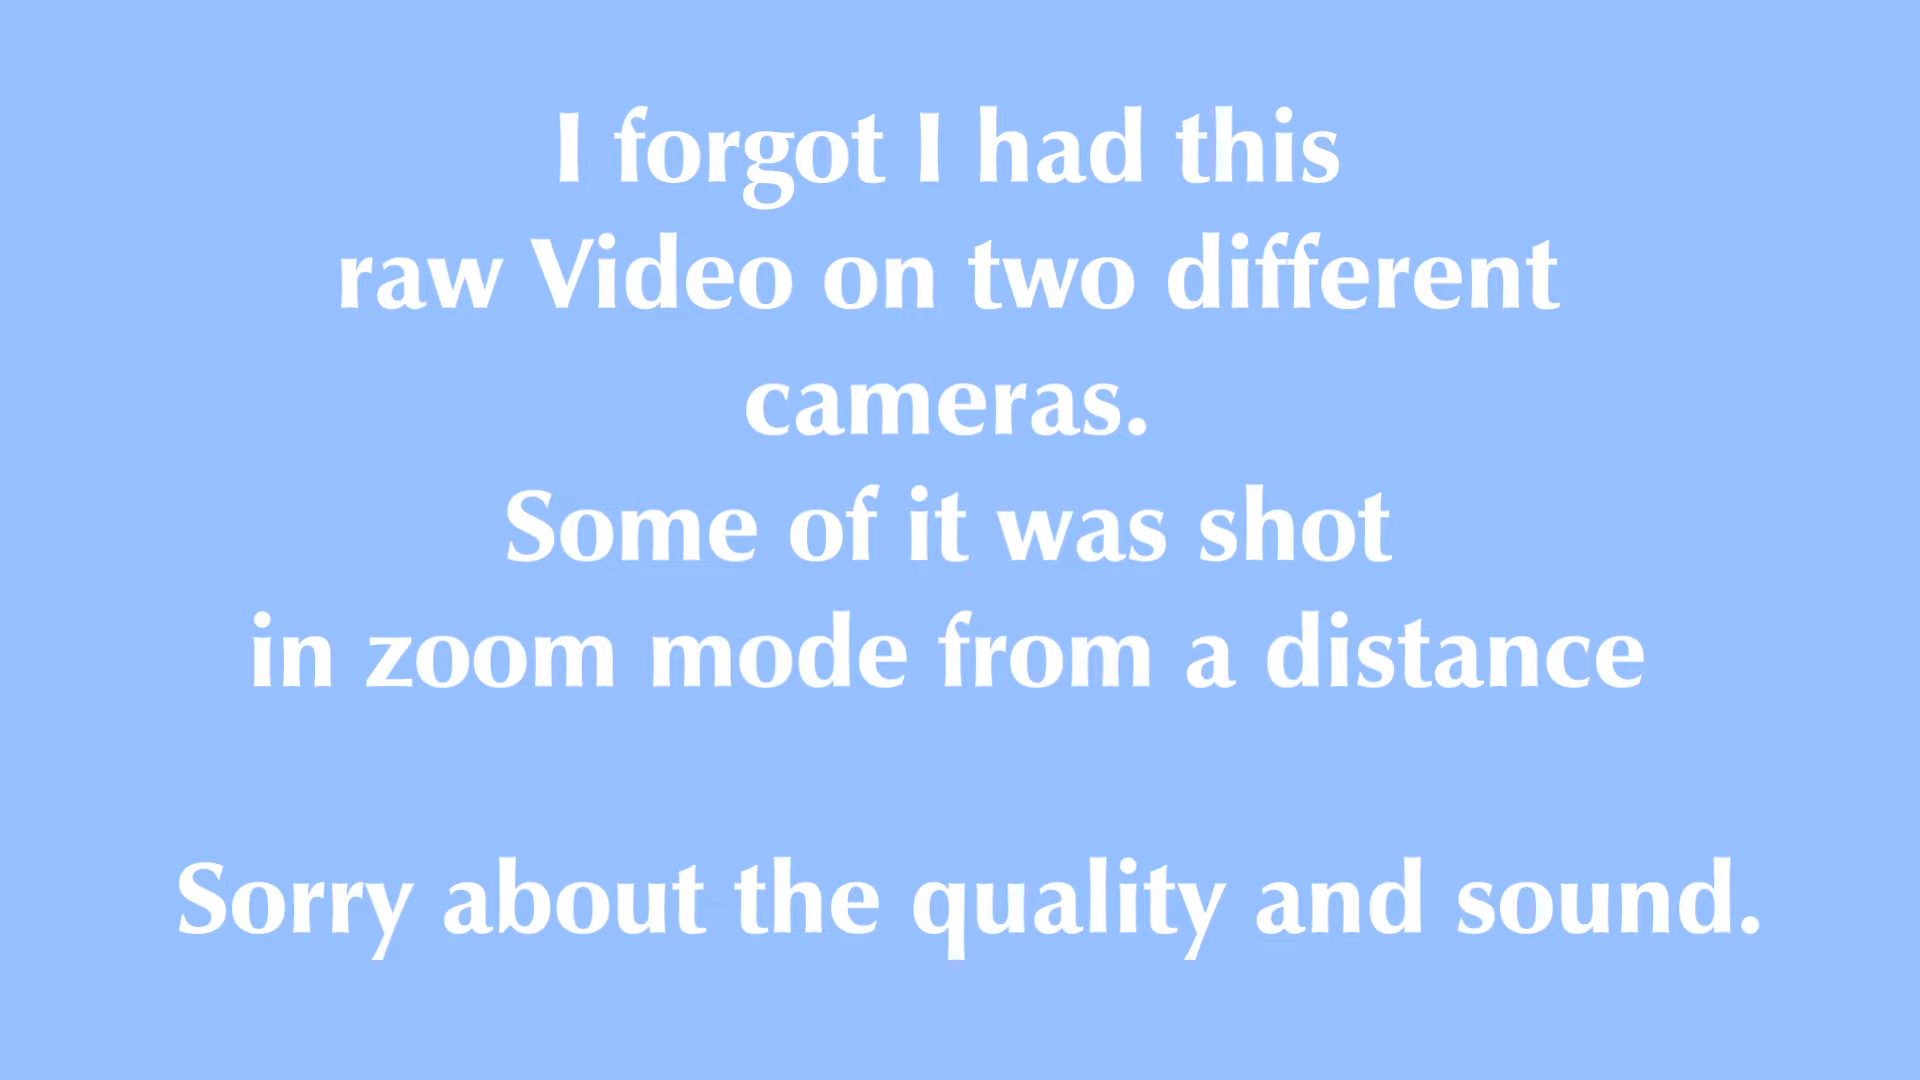 I forgot I had this
raw Video on two different
cameras.
Some of it was shot
in zoom mode from a distance
Sorry about the quality and sound.